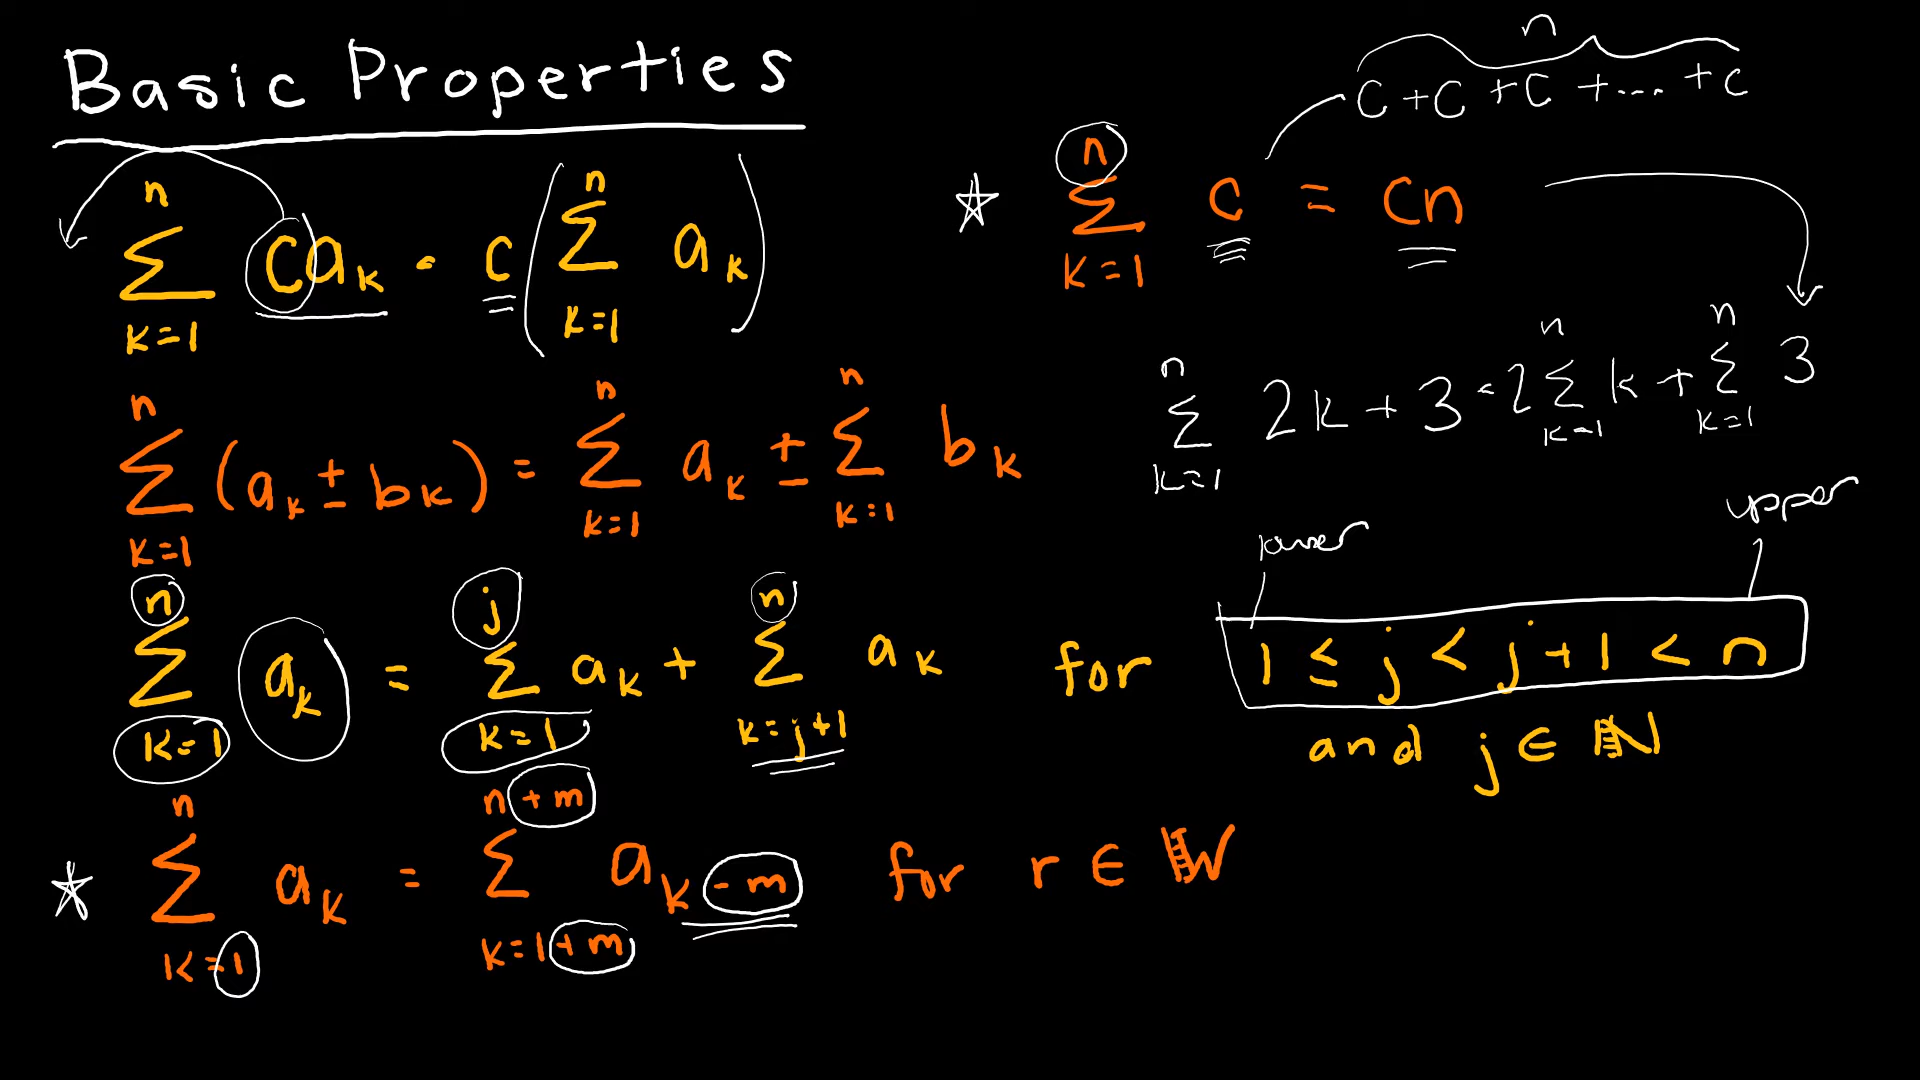 Basic Properties
n
C + C + C + .... + c
∑_{k=1}^{n} c a_k = c ( ∑_{k=1}^{n} a_k )
∑_{k=1}^{n} c = cn
∑_{k=1}^{n} 2k + 3 = 2 ∑_{k=1}^{n} k + ∑_{k=1}^{n} 3
∑_{k=1}^{n} (a_k ± b_k) = ∑_{k=1}^{n} a_k ± ∑_{k=1}^{n} b_k
lower upper
∑_{k=1}^{n} a_k = ∑_{k=1}^{j} a_k + ∑_{k=j+1}^{n} a_k for 1 ≤ j < j+1 < n
and j ∈ ℕ
∑_{k=1}^{n} a_k = ∑_{k=1+m}^{n+m} a_{k-m} for r ∈ 𝕎